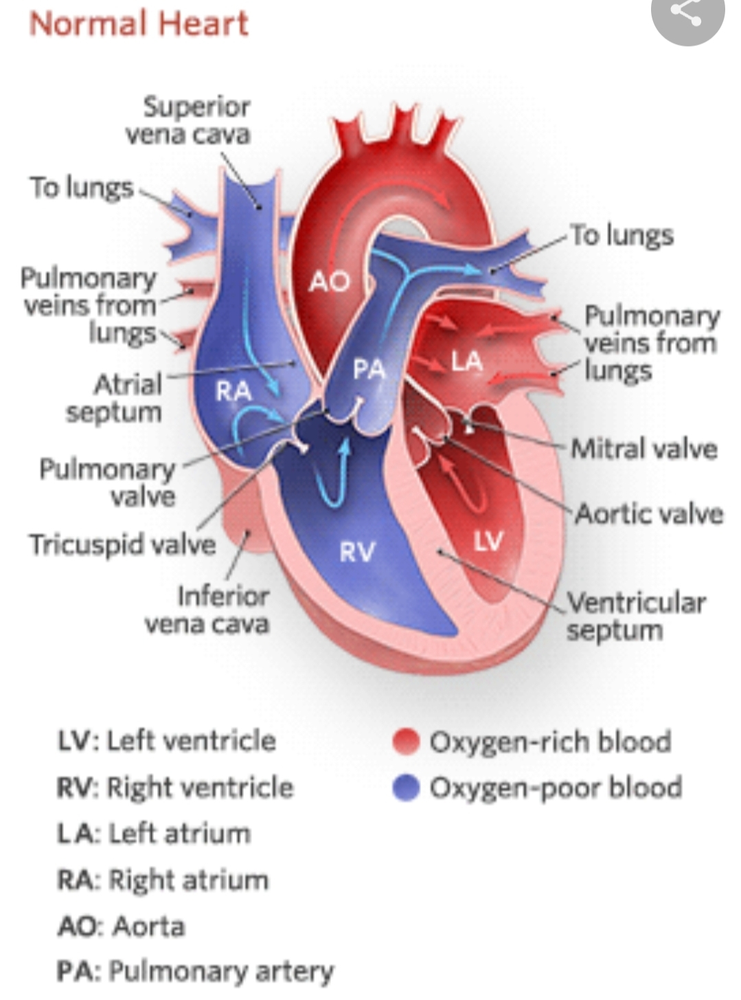 Normal Heart
Superior
vena cava
To lungs
To lungs
Pulmonary
veins from
lungs
AO
Pulmonary
veins from
lungs
PA
LA
Atrial
septum
RA
Pulmonary
valve
Mitral valve
Aortic valve
Tricuspid valve
RV
LV
Inferior
vena cava
Ventricular
septum
LV: Left ventricle
RV: Right ventricle
LA: Left atrium
RA: Right atrium
AO: Aorta
PA: Pulmonary artery
Oxygen-rich blood
Oxygen-poor blood